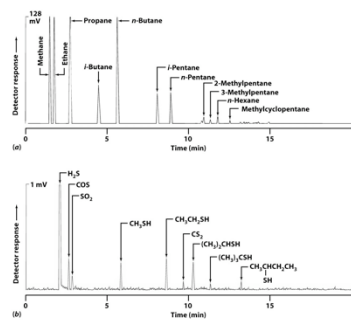 128
mV
Detector response
Methane
Ethane
Propane
n-Butane
i-Butane
i-Pentane
n-Pentane
2-Methylpentane
3-Methylpentane
n-Hexane
Methylcyclopentane
0 5 10 15
Time (min)
(a)
1 mV
Detector response
H₂S
COS
SO₂
CH₃SH
CH₃CH₂SH
CS₂
(CH₃)₂CHSH
(CH₃)₃CSH
CH₃CHCH₂CH₃
SH
0 5 10 15
Time (min)
(b)